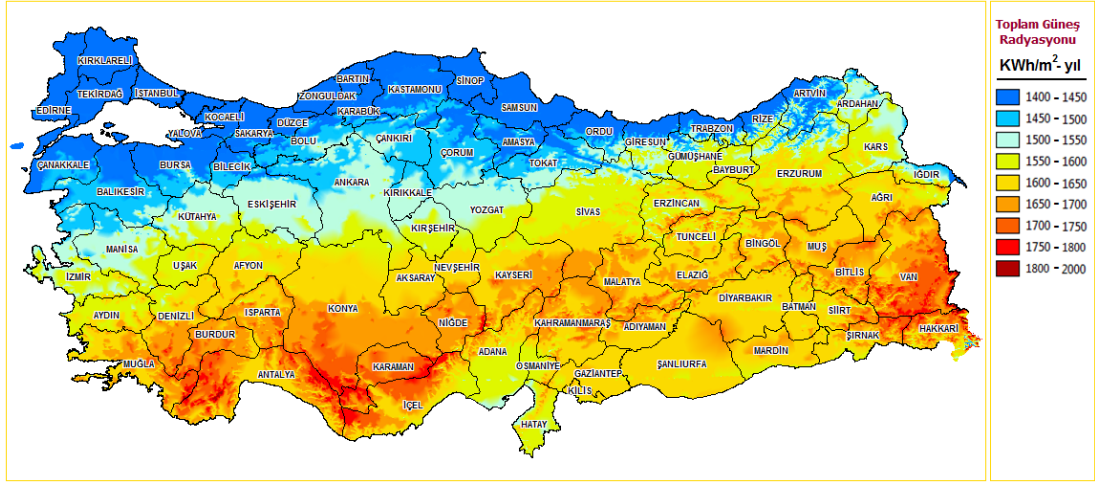 KIRKLARELİ
TEKİRDAĞ
İSTANBUL
EDİRNE
KOCAELİ
YALOVA
SAKARYA
DÜZCE
ZONGULDAK
BARTIN
KARABÜK
KASTAMONU
SİNOP
SAMSUN
BOLU
ÇANKIRI
ÇORUM
AMASYA
TOKAT
ORDU
GİRESUN
TRABZON
RİZE
ARTVİN
ARDAHAN
KARS
GÜMÜŞHANE
BAYBURT
ERZURUM
IĞDIR
AĞRI
ÇANAKKALE
BURSA
BİLECİK
BALIKESİR
KÜTAHYA
ESKİŞEHİR
ANKARA
KIRIKKALE
YOZGAT
KIRŞEHİR
SİVAS
ERZİNCAN
TUNCELİ
BİNGÖL
MUŞ
BİTLİS
VAN
MANİSA
İZMİR
UŞAK
AFYON
AKSARAY
NEVŞEHİR
KAYSERİ
MALATYA
ELAZIĞ
DİYARBAKIR
BATMAN
SİİRT
ŞIRNAK
HAKKARİ
AYDIN
DENİZLİ
ISPARTA
BURDUR
KONYA
NİĞDE
KAHRAMANMARAŞ
ADIYAMAN
MARDİN
ŞANLIURFA
MUĞLA
ANTALYA
KARAMAN
İÇEL
ADANA
OSMANİYE
GAZİANTEP
KİLİS
HATAY
Toplam Güneş
Radyasyonu
KWh/m²- yıl
1400 - 1450
1450 - 1500
1500 - 1550
1550 - 1600
1600 - 1650
1650 - 1700
1700 - 1750
1750 - 1800
1800 - 2000